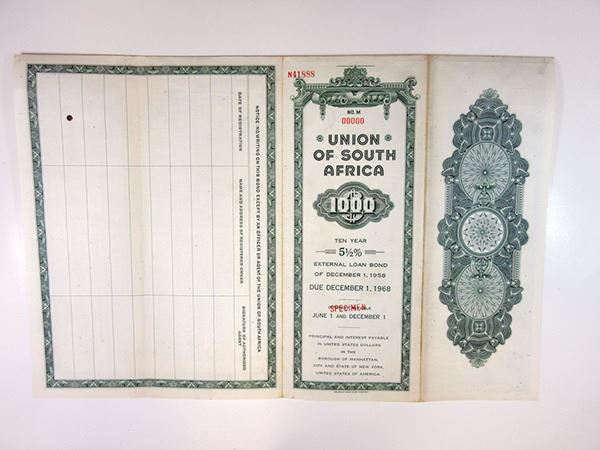 NOTICE: NO WRITING ON THIS BOND EXCEPT BY AN OFFICER OR AGENT OF THE UNION OF SOUTH AFRICA
DATE OF REGISTRATION
NAME AND ADDRESS OF REGISTERED OWNER
SIGNATURE OF AUTHORIZED AGENT
N41888
NO. M
00000
UNION
OF SOUTH
AFRICA
1000
TEN YEAR
5½%
EXTERNAL LOAN BOND
OF DECEMBER 1, 1958
DUE DECEMBER 1, 1968
SPECIMEN
JUNE 1 AND DECEMBER 1
PRINCIPAL AND INTEREST PAYABLE
IN UNITED STATES DOLLARS
IN THE
BOROUGH OF MANHATTAN,
CITY AND STATE OF NEW YORK,
UNITED STATES OF AMERICA